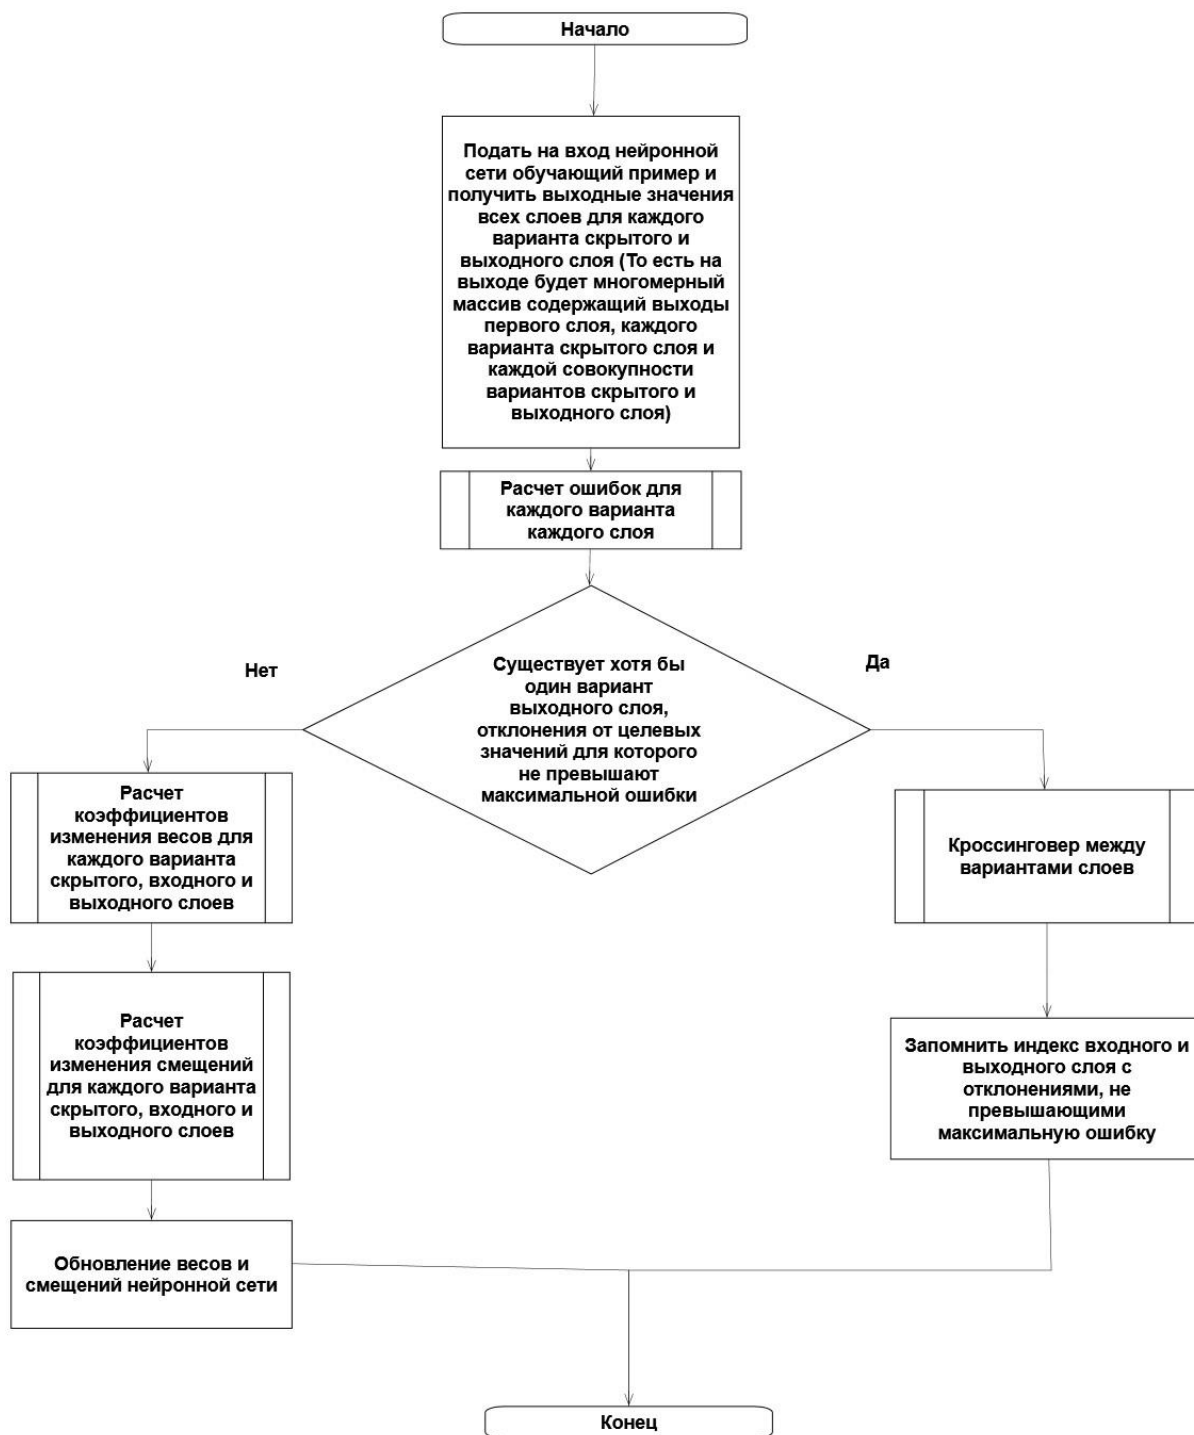 Начало
Подать на вход нейронной
сети обучающий пример и
получить выходные значения
всех слоев для каждого
варианта скрытого и
выходного слоя (То есть на
выходе будет многомерный
массив содержащий выходы
первого слоя, каждого
варианта скрытого слоя и
каждой совокупности
вариантов скрытого и
выходного слоя)
Расчет ошибок для
каждого варианта
каждого слоя
Существует хотя бы
один вариант
выходного слоя,
отклонения от целевых
значений для которого
не превышают
максимальной ошибки
Нет
Да
Расчет
коэффициентов
изменения весов для
каждого варианта
скрытого, входного и
выходного слоев
Расчет
коэффициентов
изменения смещений
для каждого варианта
скрытого, входного и
выходного слоев
Обновление весов и
смещений нейронной сети
Кроссинговер между
вариантами слоев
Запомнить индекс входного и
выходного слоя с
отклонениями, не
превышающими
максимальную ошибку
Конец